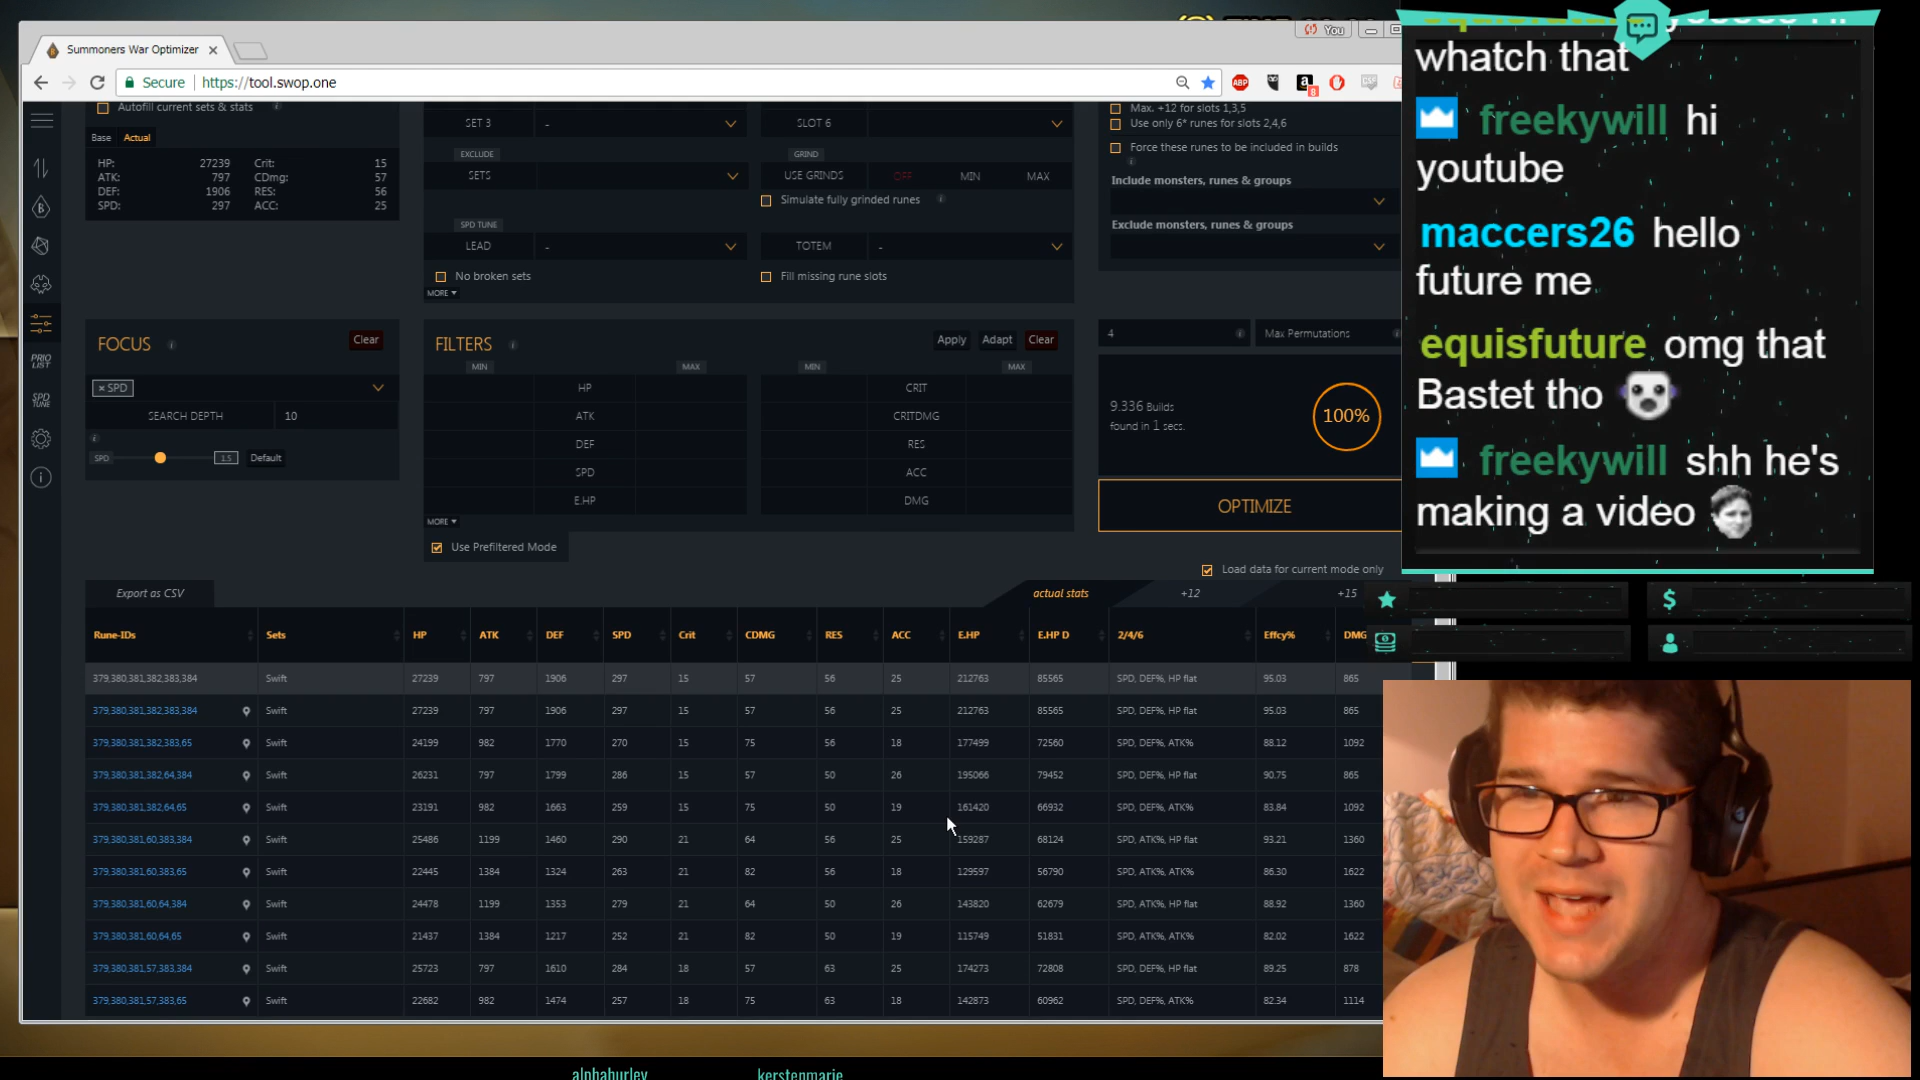 Summoners War Optimizer
You
Secure https://tool.swop.one
Autofill current sets & stats
Base Actual
HP: 27239 Crit: 15
ATK: 797 CDmg: 57
DEF: 1906 RES: 56
SPD: 297 ACC: 25
SET 3 - SLOT 6
EXCLUDE GRIND
SETS USE GRINDS OFF MIN MAX
Simulate fully grinded runes
SPD TUNE
LEAD - TOTEM -
No broken sets Fill missing rune slots
MORE
Max. +12 for slots 1,3,5
Use only 6* runes for slots 2,4,6
Force these runes to be included in builds
Include monsters, runes & groups
Exclude monsters, runes & groups
PRIO LIST
SPD TUNE
FOCUS Clear
× SPD
SEARCH DEPTH 10
SPD 1.5 Default
FILTERS Apply Adapt Clear
MIN MAX MIN MAX
HP CRIT
ATK CRITDMG
DEF RES
SPD ACC
E.HP DMG
MORE
Use Prefiltered Mode
4 Max Permutations
9.336 Builds
found in 1 secs.
100%
OPTIMIZE
Load data for current mode only
Export as CSV actual stats +12 +15
Rune-IDs Sets HP ATK DEF SPD Crit CDMG RES ACC E.HP E.HP D 2/4/6 Effcy% DMG
379,380,381,382,383,384 Swift 27239 797 1906 297 15 57 56 25 212763 85565 SPD, DEF%, HP flat 95.03 865
379,380,381,382,383,384 Swift 27239 797 1906 297 15 57 56 25 212763 85565 SPD, DEF%, HP flat 95.03 865
379,380,381,382,383,65 Swift 24199 982 1770 270 15 75 56 18 177499 72560 SPD, DEF%, ATK% 88.12 1092
379,380,381,382,64,384 Swift 26231 797 1799 286 15 57 50 26 195066 79452 SPD, DEF%, HP flat 90.75 865
379,380,381,382,64,65 Swift 23191 982 1663 259 15 75 50 19 161420 66932 SPD, DEF%, ATK% 83.84 1092
379,380,381,60,383,384 Swift 25486 1199 1460 290 21 64 56 25 159287 68124 SPD, ATK%, HP flat 93.21 1360
379,380,381,60,383,65 Swift 22445 1384 1324 263 21 82 56 18 129597 56790 SPD, ATK%, ATK% 86.30 1622
379,380,381,60,64,384 Swift 24478 1199 1353 279 21 64 50 26 143820 62679 SPD, ATK%, HP flat 88.92 1360
379,380,381,60,64,65 Swift 21437 1384 1217 252 21 82 50 19 115749 51831 SPD, ATK%, ATK% 82.02 1622
379,380,381,57,383,384 Swift 25723 797 1610 284 18 57 63 25 174273 72808 SPD, DEF%, HP flat 89.25 878
379,380,381,57,383,65 Swift 22682 982 1474 257 18 75 63 18 142873 60962 SPD, DEF%, ATK% 82.34 1114
whatch that
freekywill hi
youtube
maccers26 hello
future me
equisfuture omg that
Bastet tho
freekywill shh he's
making a video
alphahurley kerstenmarie